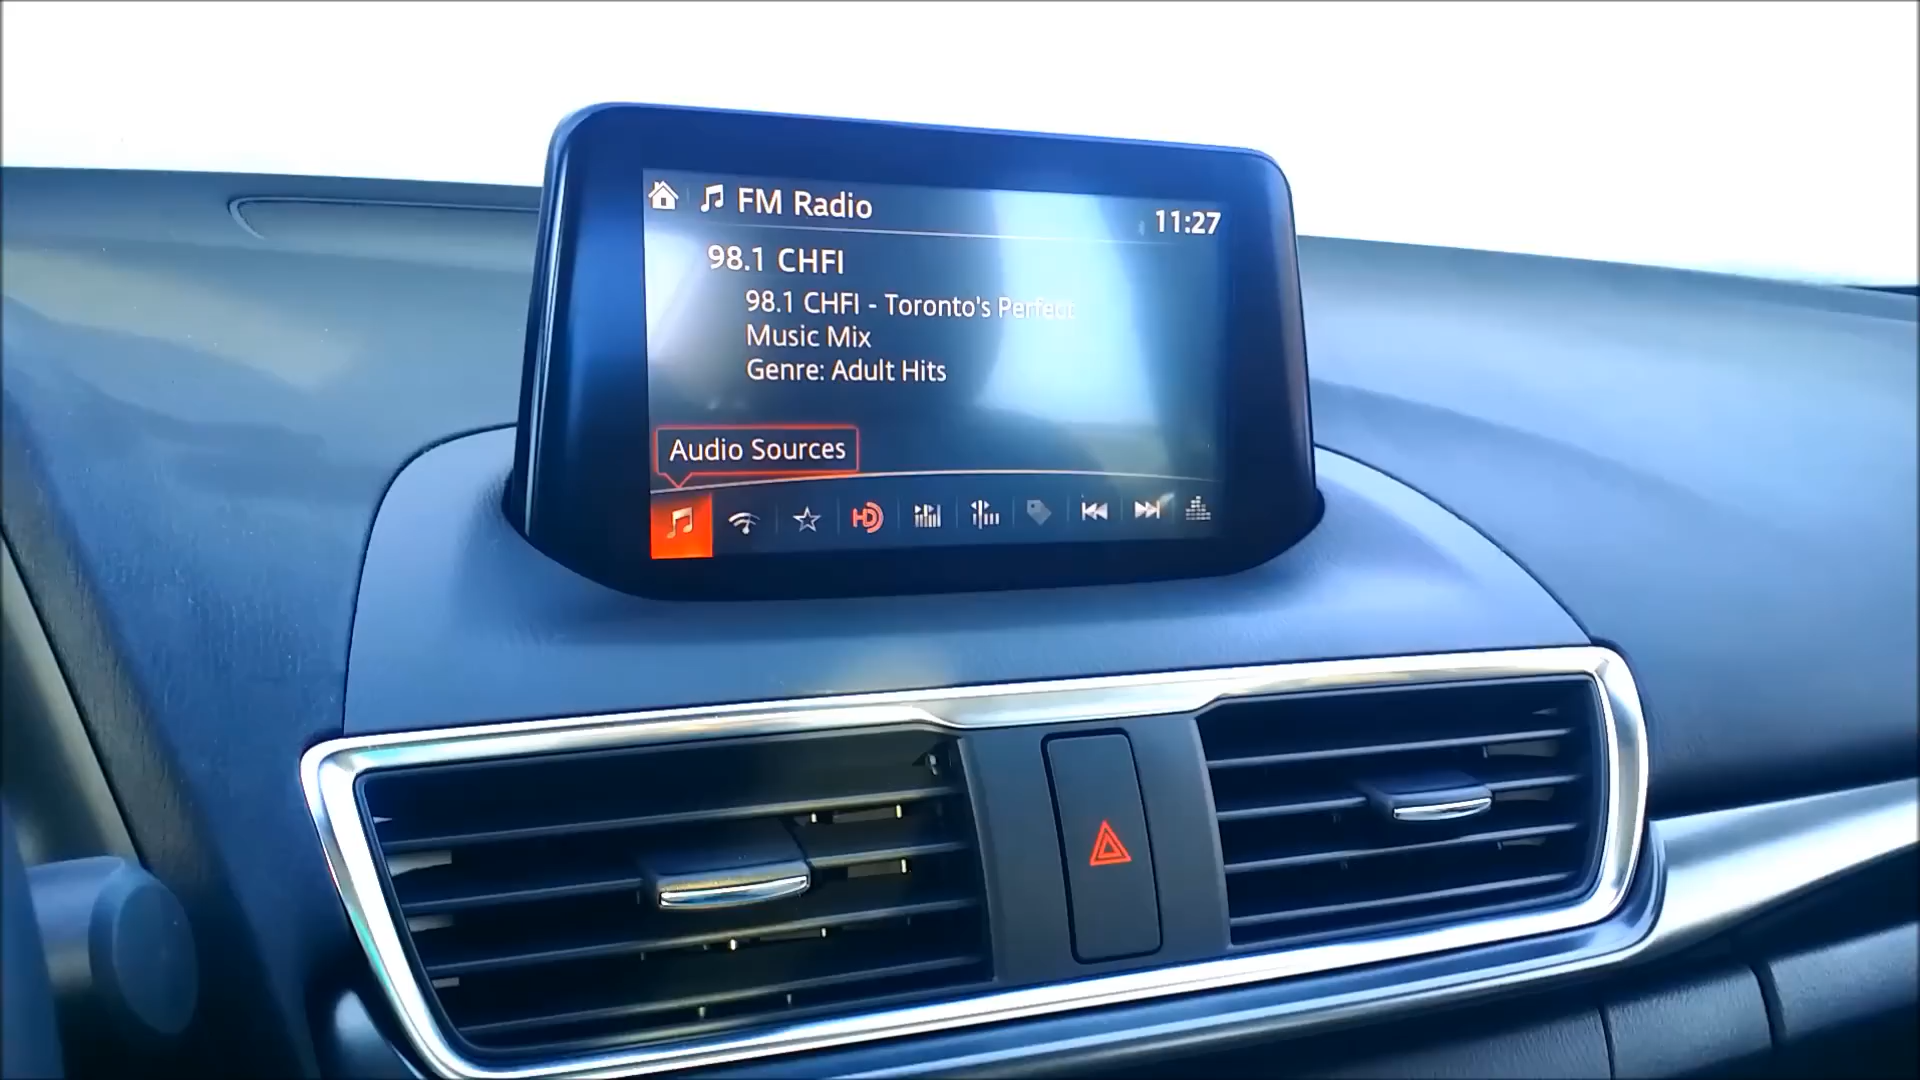 FM Radio
11:27
98.1 CHFI
98.1 CHFI - Toronto's Perfect
Music Mix
Genre: Adult Hits
Audio Sources
HD